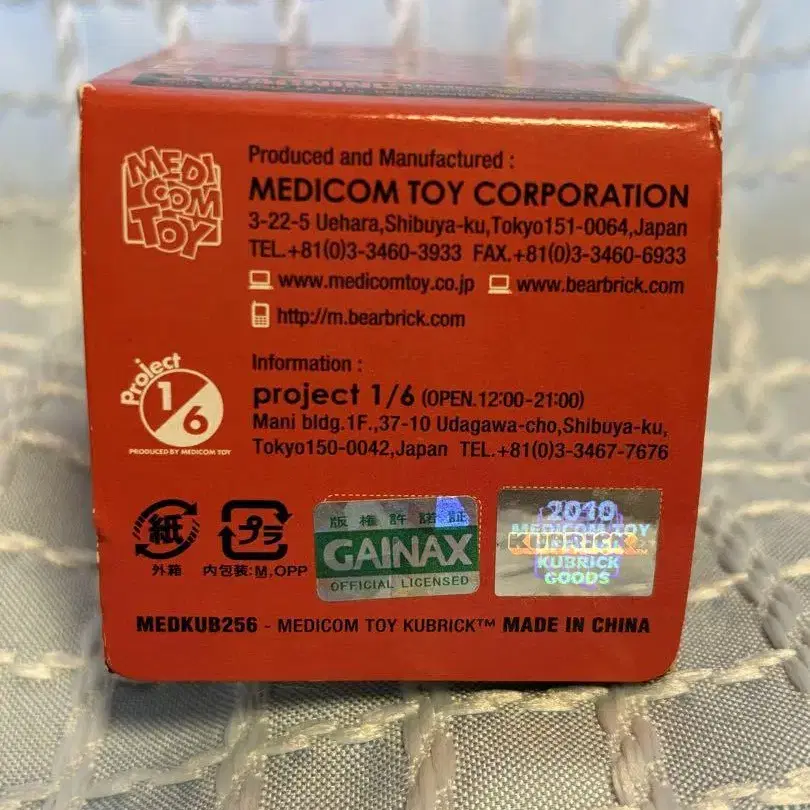 WARNING
MEDI
COM
TOY
Produced and Manufactured :
MEDICOM TOY CORPORATION
3-22-5 Uehara,Shibuya-ku,Tokyo151-0064,Japan
TEL.+81(0)3-3460-3933 FAX.+81(0)3-3460-6933
www.medicomtoy.co.jp www.bearbrick.com
http://m.bearbrick.com
Project
1/6
PRODUCED BY MEDICOM TOY
Information :
project 1/6 (OPEN.12:00-21:00)
Mani bldg.1F.,37-10 Udagawa-cho,Shibuya-ku,
Tokyo150-0042,Japan TEL.+81(0)3-3467-7676
紙
外箱
プラ
内包装:M,OPP
版権許諾証
GAINAX
OFFICIAL LICENSED
2010
MEDICOM TOY
KUBRICK™
KUBRICK
GOODS
MEDKUB256 - MEDICOM TOY KUBRICK™ MADE IN CHINA